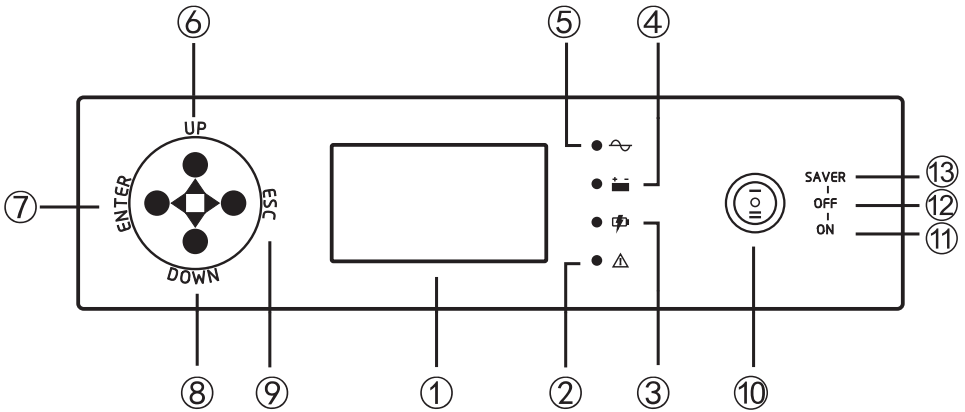 ⑥
⑤
④
UP
⑦
ENTER
ESC
DOWN
SAVER
OFF
ON
⑬
⑫
⑪
⑧
⑨
①
②
③
⑩